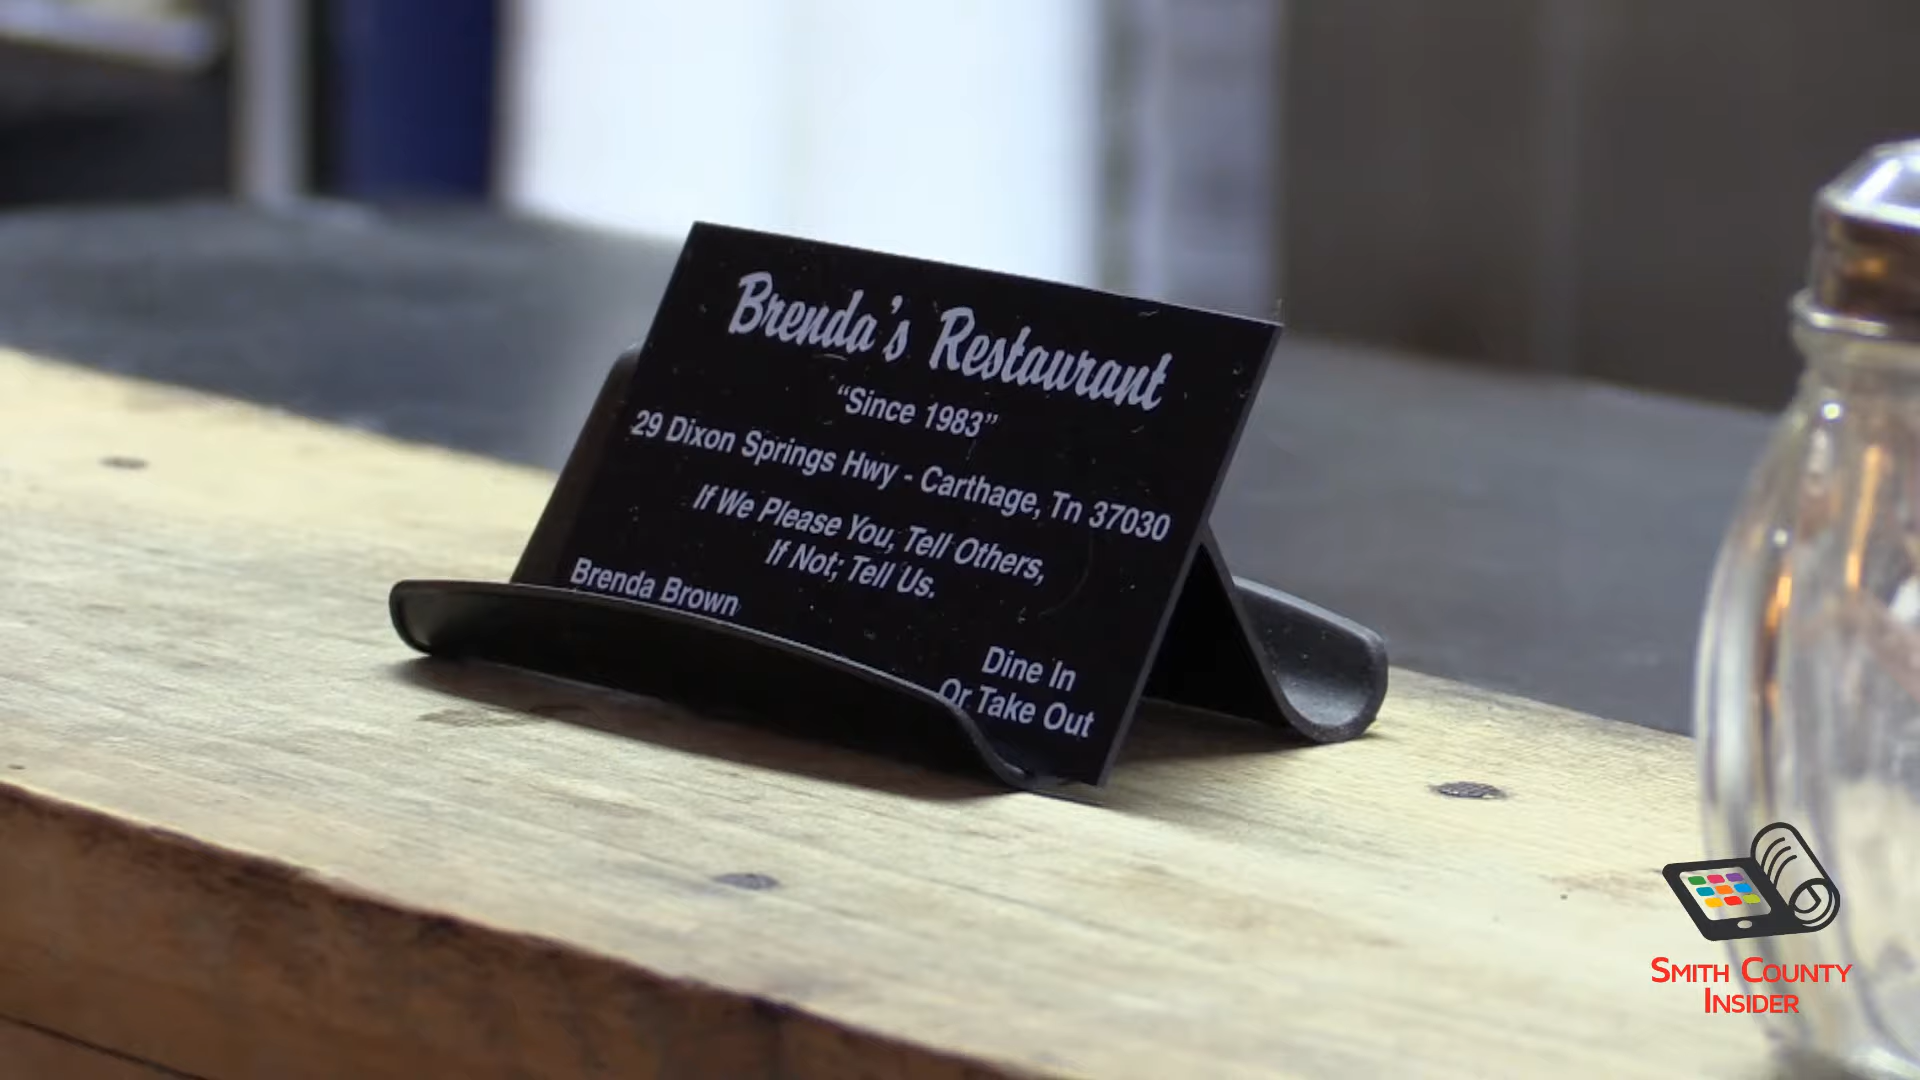 Brenda's Restaurant
“Since 1983”
29 Dixon Springs Hwy - Carthage, Tn 37030
If We Please You, Tell Others,
If Not; Tell Us.
Brenda Brown
Dine In
Or Take Out
SMITH COUNTY
INSIDER